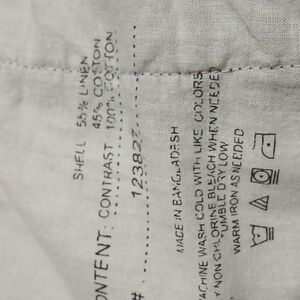 SHELL 55% LINEN
45% COTTON
ONTENT: CONTRAST 100% COTTON
# 123827
MADE IN BANGLADESH
ACHINE WASH COLD WITH LIKE COLORS
NON CHLORINE BLEACH WHEN NEEDED
TUMBLE DRY LOW
WARM IRON AS NEEDED